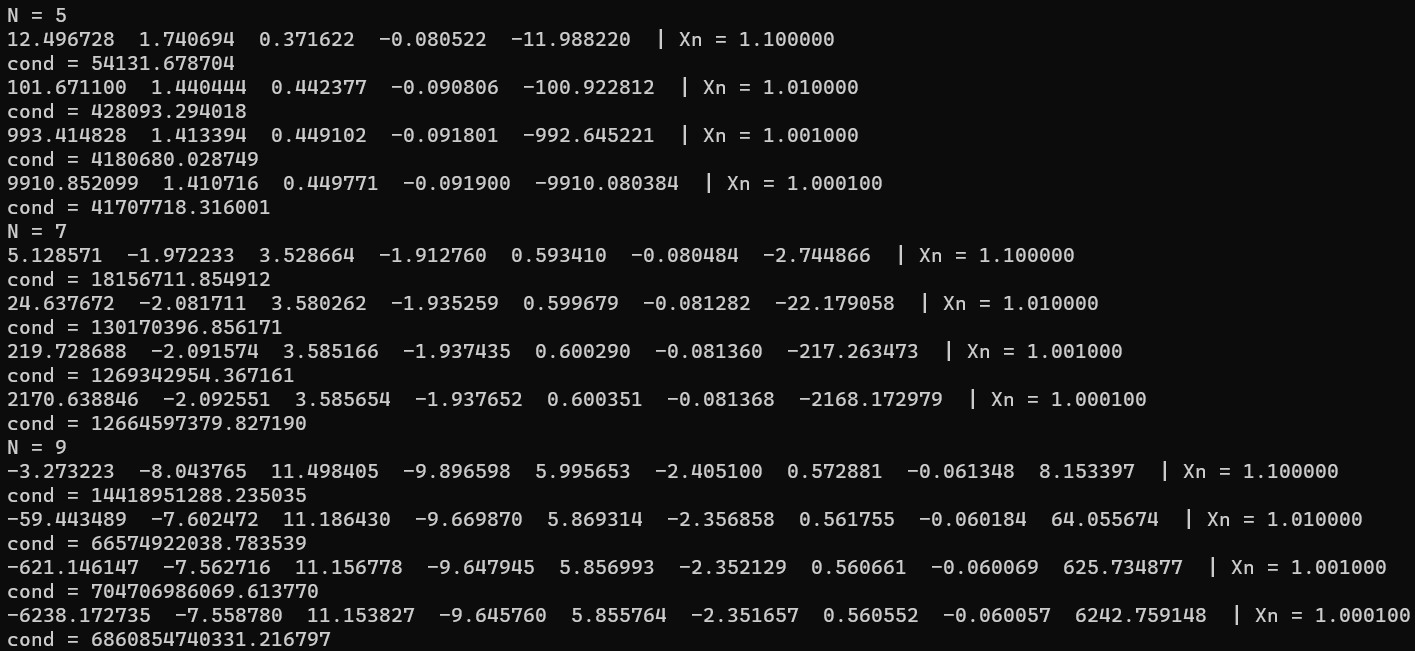 N = 5
12.496728  1.740694  0.371622  -0.080522  -11.988220  | Xn = 1.100000
cond = 54131.678704
101.671100  1.440444  0.442377  -0.090806  -100.922812  | Xn = 1.010000
cond = 428093.294018
993.414828  1.413394  0.449102  -0.091801  -992.645221  | Xn = 1.001000
cond = 4180680.028749
9910.852099  1.410716  0.449771  -0.091900  -9910.080384  | Xn = 1.000100
cond = 41707718.316001
N = 7
5.128571  -1.972233  3.528664  -1.912760  0.593410  -0.080484  -2.744866  | Xn = 1.100000
cond = 18156711.854912
24.637672  -2.081711  3.580262  -1.935259  0.599679  -0.081282  -22.179058  | Xn = 1.010000
cond = 130170396.856171
219.728688  -2.091574  3.585166  -1.937435  0.600290  -0.081360  -217.263473  | Xn = 1.001000
cond = 1269342954.367161
2170.638846  -2.092551  3.585654  -1.937652  0.600351  -0.081368  -2168.172979  | Xn = 1.000100
cond = 12664597379.827190
N = 9
-3.273223  -8.043765  11.498405  -9.896598  5.995653  -2.405100  0.572881  -0.061348  8.153397  | Xn = 1.100000
cond = 14418951288.235035
-59.443489  -7.602472  11.186430  -9.669870  5.869314  -2.356858  0.561755  -0.060184  64.055674  | Xn = 1.010000
cond = 66574922038.783539
-621.146147  -7.562716  11.156778  -9.647945  5.856993  -2.352129  0.560661  -0.060069  625.734877  | Xn = 1.001000
cond = 704706986069.613770
-6238.172735  -7.558780  11.153827  -9.645760  5.855764  -2.351657  0.560552  -0.060057  6242.759148  | Xn = 1.000100
cond = 6860854740331.216797